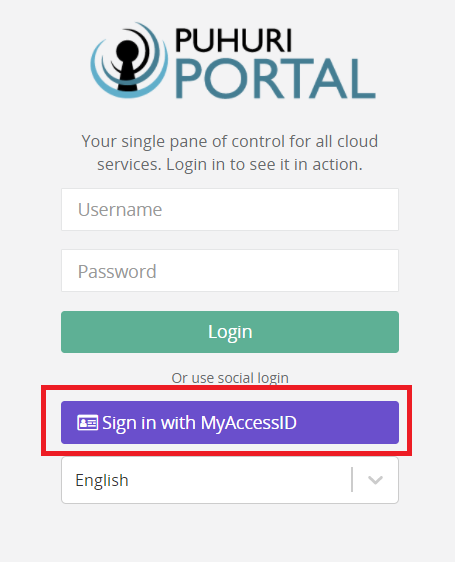 PUHURI
PORTAL
Your single pane of control for all cloud
services. Login in to see it in action.
Username
Password
Login
Or use social login
Sign in with MyAccessID
English